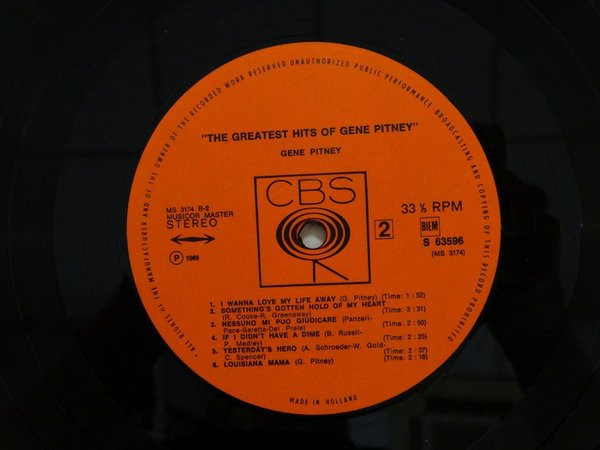 * ALL RIGHTS OF THE MANUFACTURER AND OF THE OWNER OF THE RECORDED WORK RESERVED UNAUTHORIZED PUBLIC PERFORMANCE BROADCASTING AND COPYING OF THIS RECORD PROHIBITED
"THE GREATEST HITS OF GENE PITNEY"
GENE PITNEY
CBS
MS 3174 B-2
MUSICOR MASTER
STEREO
P 1969
2
33 ⅓ RPM
BIEM
S 63596
(MS 3174)
1. I WANNA LOVE MY LIFE AWAY (G. Pitney) (Time: 1 : 52)
2. SOMETHING'S GOTTEN HOLD OF MY HEART
(R. Cooke-R. Greenaway) (Time: 3 : 31)
3. NESSUNO MI PUO GIUDICARE (Panzeri-
Pace-Baratta-Del Prete) (Time: 2 : 50)
4. IF I DIDN'T HAVE A DIME (B. Russell-
P. Medley) (Time: 2 : 25)
5. YESTERDAY'S HERO (A. Schroeder-W. Gold-
C. Spencer) (Time: 2 : 37)
6. LOUISIANA MAMA (G. Pitney) (Time: 2 : 18)
MADE IN HOLLAND